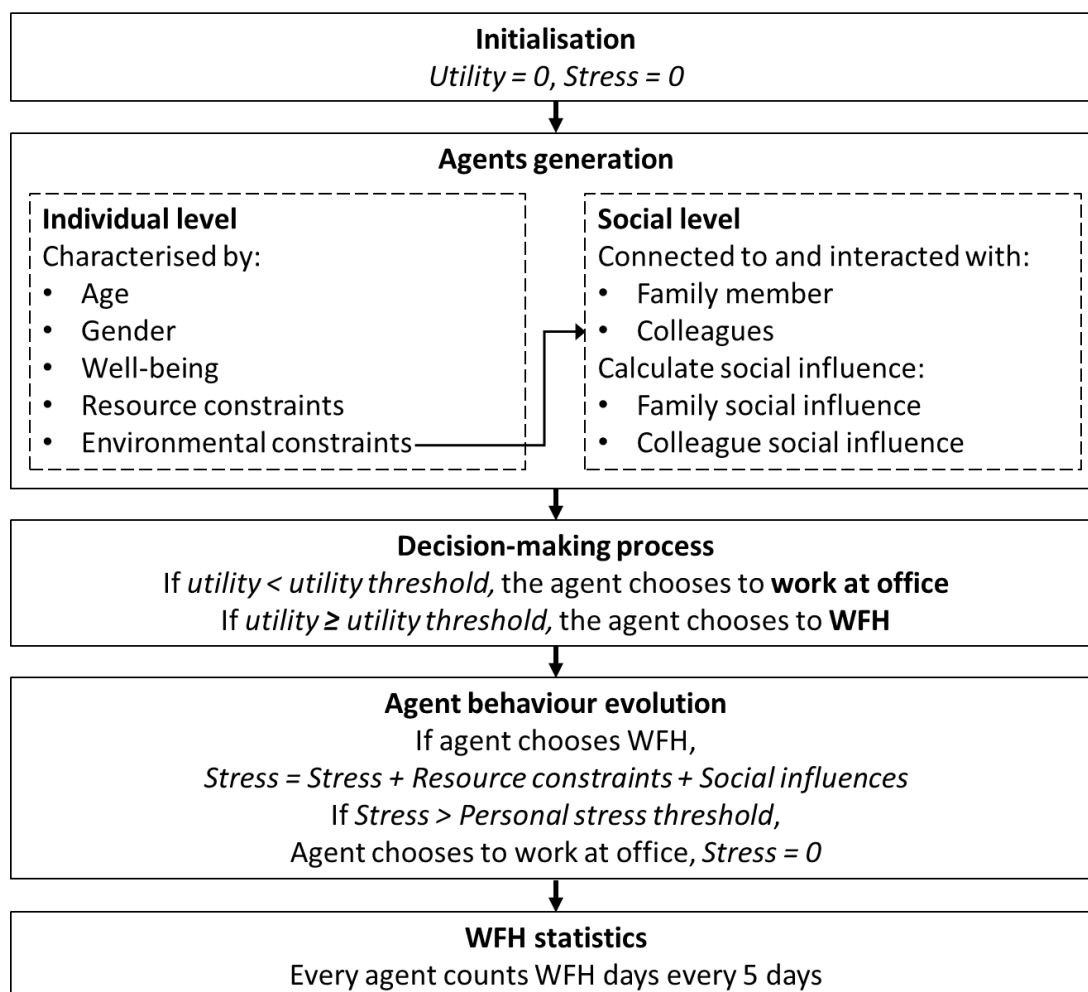 Initialisation
Utility = 0, Stress = 0
Agents generation
Individual level
Characterised by:
• Age
• Gender
• Well-being
• Resource constraints
• Environmental constraints
Social level
Connected to and interacted with:
• Family member
• Colleagues
Calculate social influence:
• Family social influence
• Colleague social influence
Decision-making process
If utility < utility threshold, the agent chooses to work at office
If utility ≥ utility threshold, the agent chooses to WFH
Agent behaviour evolution
If agent chooses WFH,
Stress = Stress + Resource constraints + Social influences
If Stress > Personal stress threshold,
Agent chooses to work at office, Stress = 0
WFH statistics
Every agent counts WFH days every 5 days